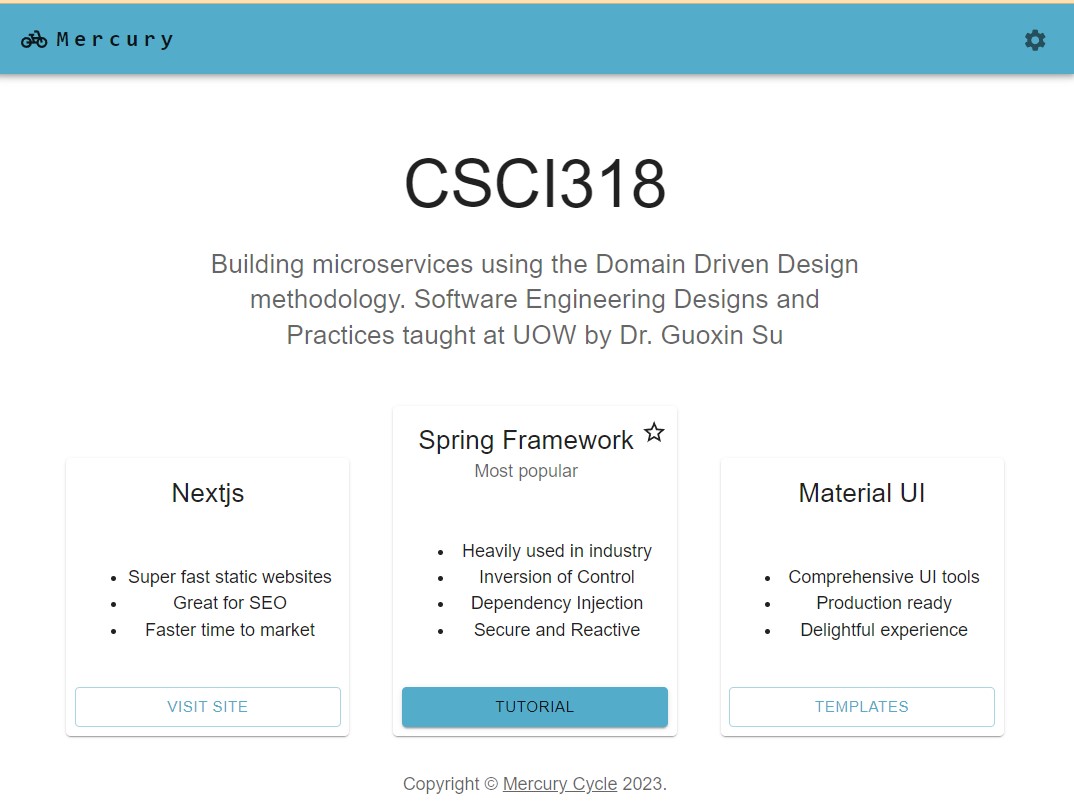 Mercury
CSCI318
Building microservices using the Domain Driven Design
methodology. Software Engineering Designs and
Practices taught at UOW by Dr. Guoxin Su
Nextjs
• Super fast static websites
• Great for SEO
• Faster time to market
VISIT SITE
Spring Framework
Most popular
• Heavily used in industry
• Inversion of Control
• Dependency Injection
• Secure and Reactive
TUTORIAL
Material UI
• Comprehensive UI tools
• Production ready
• Delightful experience
TEMPLATES
Copyright © Mercury Cycle 2023.